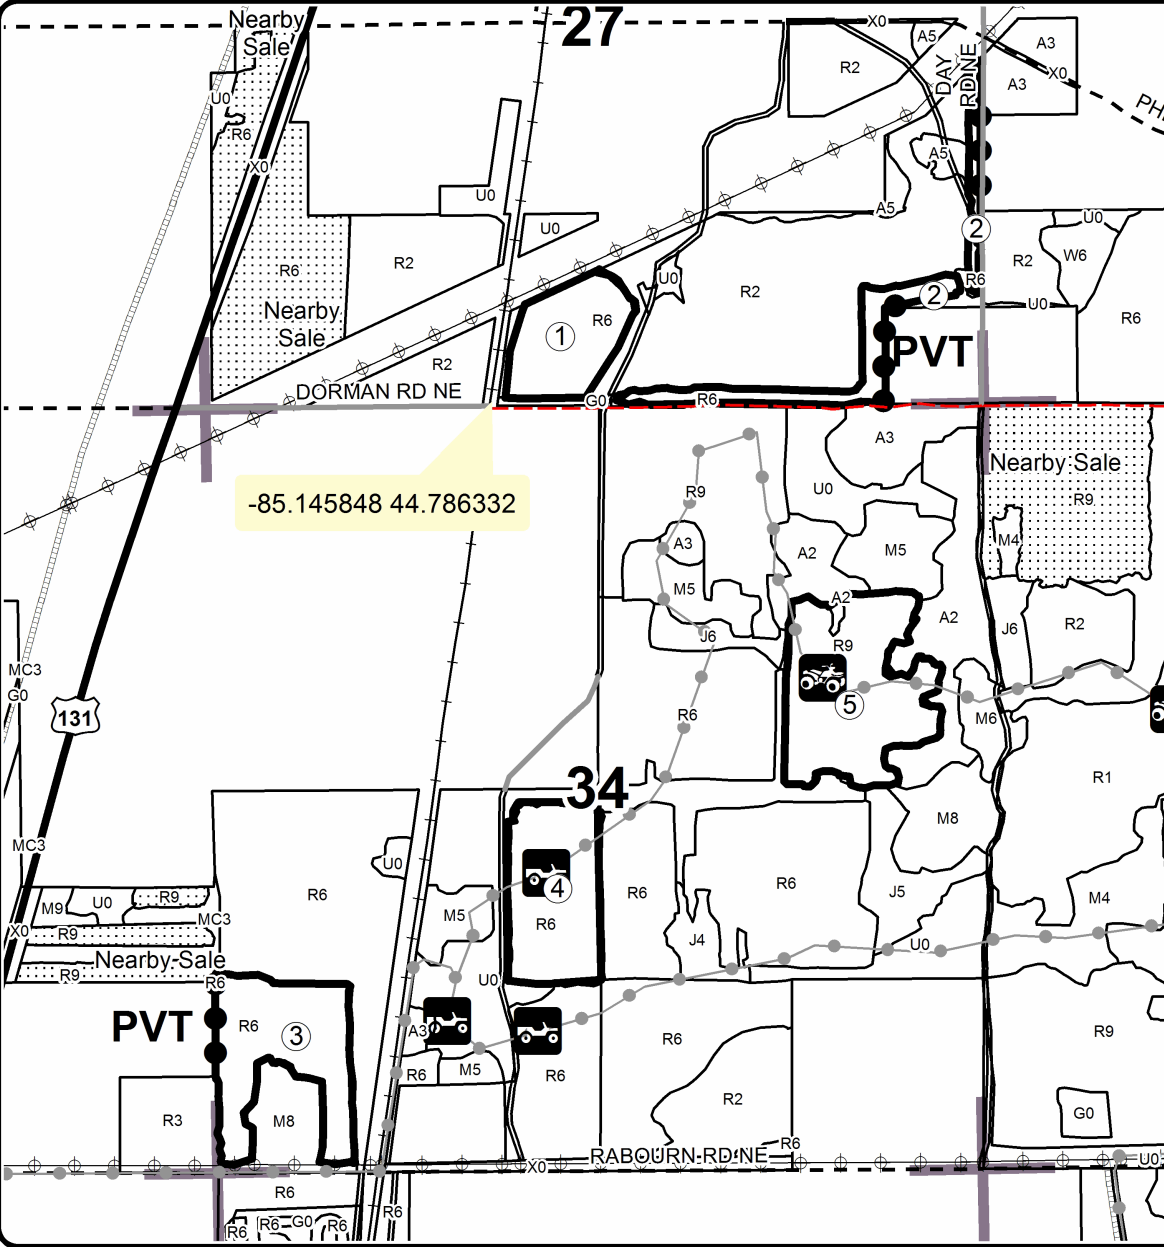 Nearby
Sale
27
X0
A5
A3
DAY
RD NE
R2
X0
A3
U0
R6
PH
X0
A5
U0
A5
U0
U0
2
R2
W6
R6
R2
U0
R6
R2
2
U0
R6
Nearby
Sale
R6
1
PVT
R2
DORMAN RD NE
G0
R6
A3
Nearby Sale
-85.145848 44.786332
R9
U0
R9
A3
A2
M5
M4
M5
A2
A2
J6
R2
J6
R9
MC3
G0
5
131
R6
M6
34
R1
M8
MC3
U0
4
R6
R6
R6
J5
M4
M9
U0
R9
MC3
M5
R6
X0
R9
J4
U0
Nearby Sale
R9
R6
U0
PVT
R6
3
A3
R6
R9
R6
M5
R6
R3
M8
R2
G0
R6
RABOURN RD NE
X0
U0
R6
R6
R6
R6
G0
R6